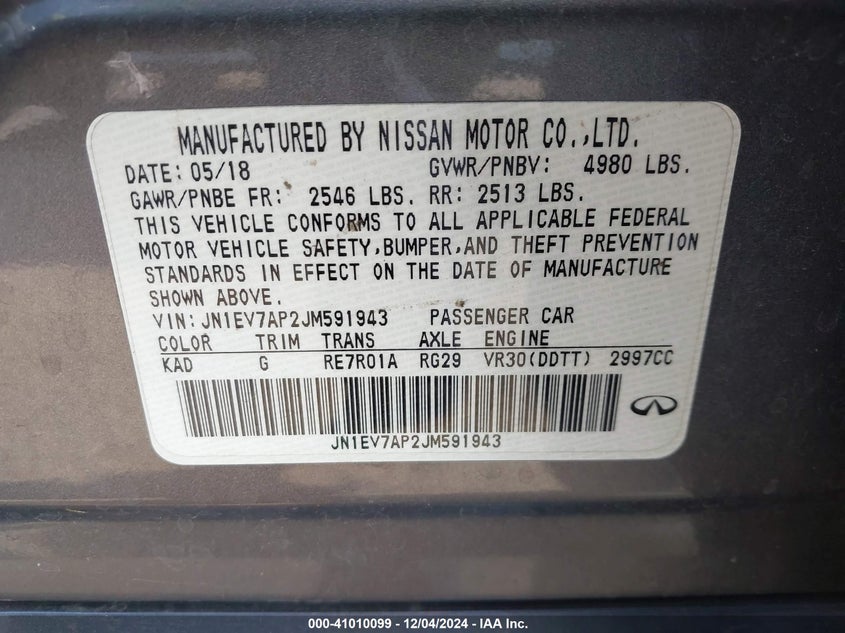 MANUFACTURED BY NISSAN MOTOR CO.,LTD.
DATE: 05/18 GVWR/PNBV: 4980 LBS.
GAWR/PNBE FR: 2546 LBS. RR: 2513 LBS.
THIS VEHICLE CONFORMS TO ALL APPLICABLE FEDERAL
MOTOR VEHICLE SAFETY,BUMPER,AND THEFT PREVENTION
STANDARDS IN EFFECT ON THE DATE OF MANUFACTURE
SHOWN ABOVE.
VIN:JN1EV7AP2JM591943 PASSENGER CAR
COLOR TRIM TRANS AXLE ENGINE
KAD G RE7R01A RG29 VR30(DDTT) 2997CC
JN1EV7AP2JM591943
000-41010099 - 12/04/2024 - IAA Inc.